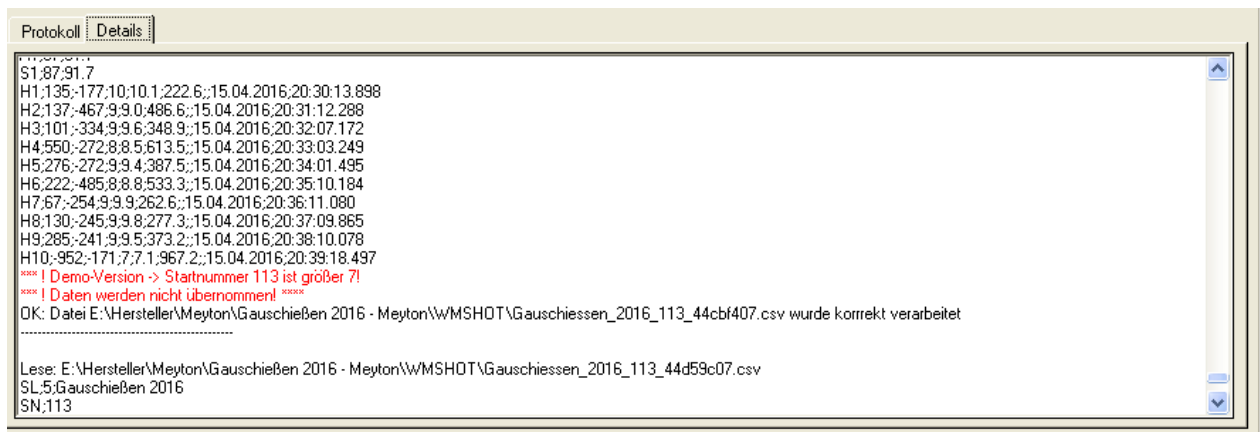 Protokoll Details
S1;87;91.7
H1;135;-177;10;10.1;222.6;;15.04.2016;20:30:13.898
H2;137;-467;9;9.0;486.6;;15.04.2016;20:31:12.288
H3;101;-334;9;9.6;348.9;;15.04.2016;20:32:07.172
H4;550;-272;8;8.5;613.5;;15.04.2016;20:33:03.249
H5;276;-272;9;9.4;387.5;;15.04.2016;20:34:01.495
H6;222;-485;8;8.8;533.3;;15.04.2016;20:35:10.184
H7;67;-254;9;9.9;262.6;;15.04.2016;20:36:11.080
H8;130;-245;9;9.8;277.3;;15.04.2016;20:37:09.865
H9;285;-241;9;9.5;373.2;;15.04.2016;20:38:10.078
H10;-952;-171;7;7.1;967.2;;15.04.2016;20:39:18.497
*** ! Demo-Version -> Startnummer 113 ist größer 7!
*** ! Daten werden nicht übernommen! ****
OK: Datei E:\Hersteller\Meyton\Gauschießen 2016 - Meyton\WMSHOT\Gauschiessen_2016_113_44cbf407.csv wurde korrrekt verarbeitet
------------------------------------------------
Lese: E:\Hersteller\Meyton\Gauschießen 2016 - Meyton\WMSHOT\Gauschiessen_2016_113_44d59c07.csv
SL;5;Gauschießen 2016
SN;113